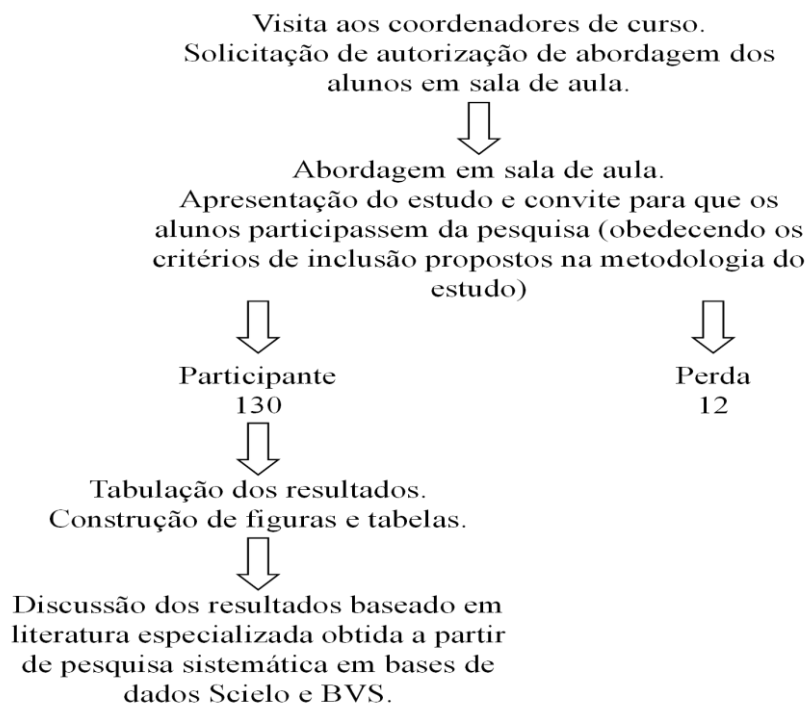 Visita aos coordenadores de curso.
Solicitação de autorização de abordagem dos
alunos em sala de aula.
Abordagem em sala de aula.
Apresentação do estudo e convite para que os
alunos participassem da pesquisa (obedecendo os
critérios de inclusão propostos na metodologia do
estudo)
Participante
130
Perda
12
Tabulação dos resultados.
Construção de figuras e tabelas.
Discussão dos resultados baseado em
literatura especializada obtida a partir
de pesquisa sistemática em bases de
dados Scielo e BVS.